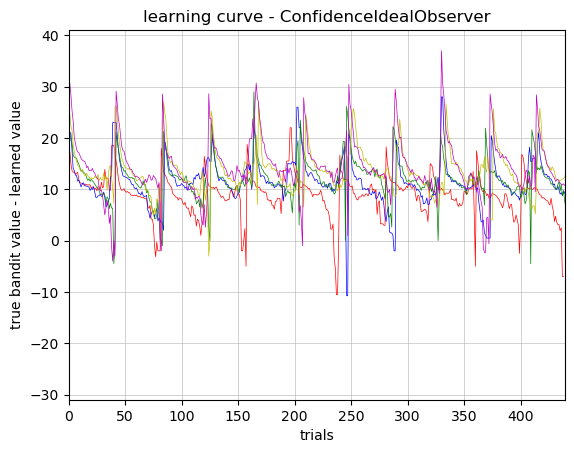 learning curve - ConfidenceIdealObserver
true bandit value - learned value
40
30
20
10
0
−10
−20
−30
0 50 100 150 200 250 300 350 400
trials